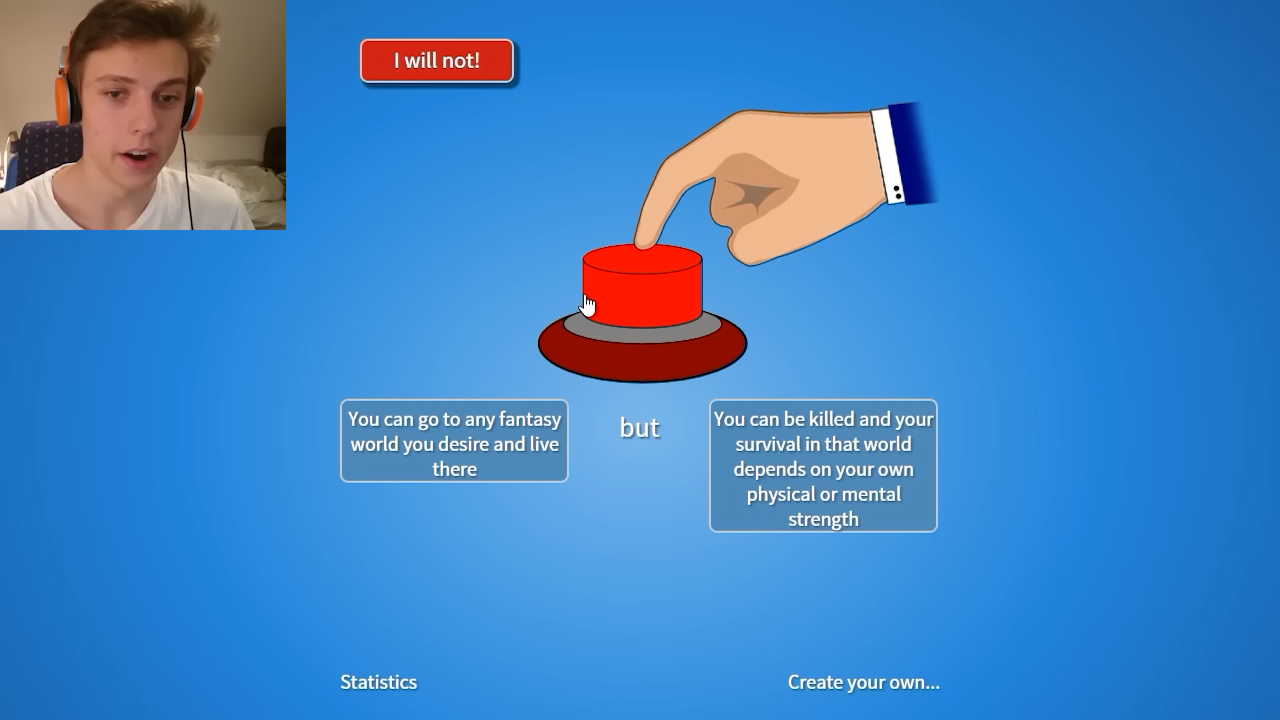 I will not!
You can go to any fantasy
world you desire and live
there
but
You can be killed and your
survival in that world
depends on your own
physical or mental
strength
Statistics
Create your own...